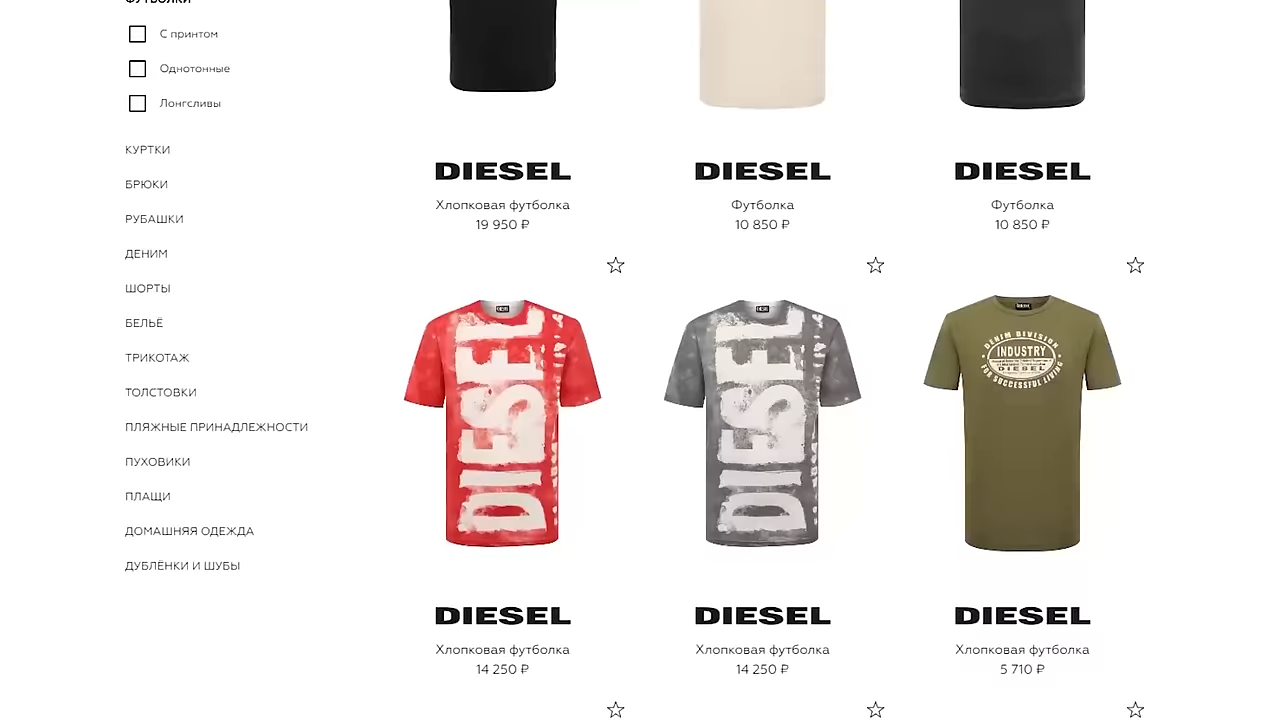 ФУТБОЛКИ
С принтом
Однотонные
Лонгсливы
КУРТКИ
БРЮКИ
РУБАШКИ
ДЕНИМ
ШОРТЫ
БЕЛЬЁ
ТРИКОТАЖ
ТОЛСТОВКИ
ПЛЯЖНЫЕ ПРИНАДЛЕЖНОСТИ
ПУХОВИКИ
ПЛАЩИ
ДОМАШНЯЯ ОДЕЖДА
ДУБЛЁНКИ И ШУБЫ
DIESEL
Хлопковая футболка
19 950 ₽
DIESEL
Футболка
10 850 ₽
DIESEL
Футболка
10 850 ₽
DIESEL
DIESEL
Хлопковая футболка
14 250 ₽
DIESEL
DIESEL
Хлопковая футболка
14 250 ₽
DENIM DIVISION
INDUSTRY
DIESEL
FOR SUCCESSFUL LIVING
DIESEL
Хлопковая футболка
5 710 ₽